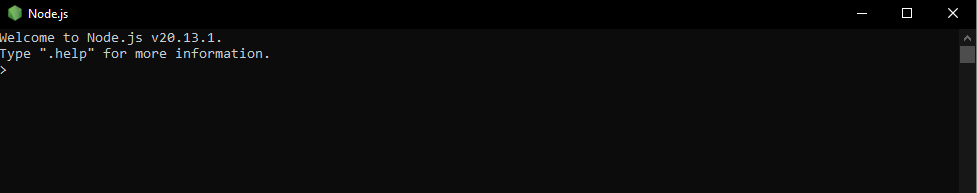 Node.js
Welcome to Node.js v20.13.1.
Type ".help" for more information.
>